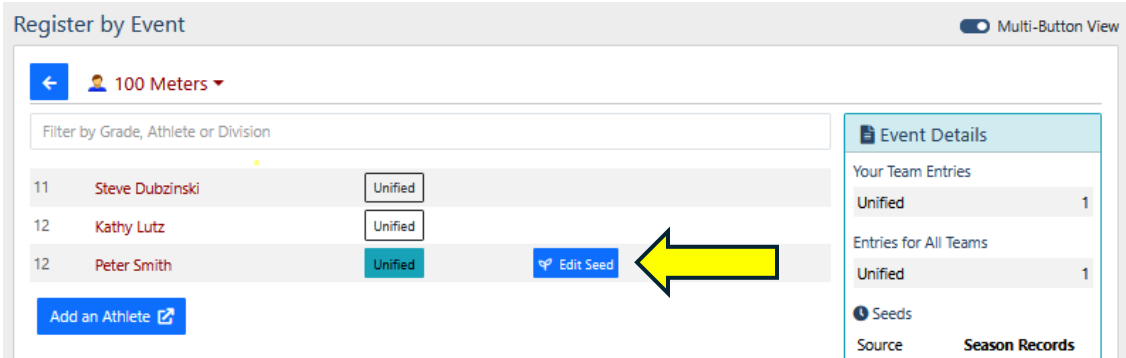 Register by Event
Multi-Button View
100 Meters
Filter by Grade, Athlete or Division
11 Steve Dubzinski Unified
12 Kathy Lutz Unified
12 Peter Smith Unified Edit Seed
Add an Athlete
Event Details
Your Team Entries
Unified 1
Entries for All Teams
Unified 1
Seeds
Source Season Records